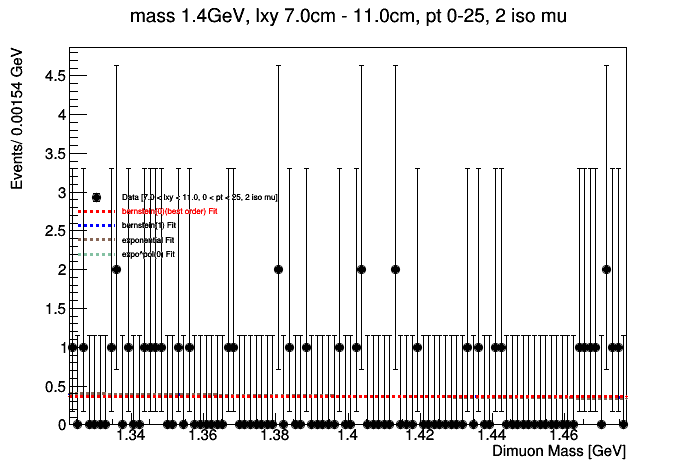 mass 1.4GeV, lxy 7.0cm - 11.0cm, pt 0-25, 2 iso mu
Events/ 0.00154 GeV
4.5
4
3.5
3
2.5
2
1.5
1
0.5
0
Data [7.0 < lxy < 11.0, 0 < pt < 25, 2 iso mu]
bernstein[0](best order) Fit
bernstein[1] Fit
exponential Fit
expo*pol(0) Fit
1.34 1.36 1.38 1.4 1.42 1.44 1.46
Dimuon Mass [GeV]